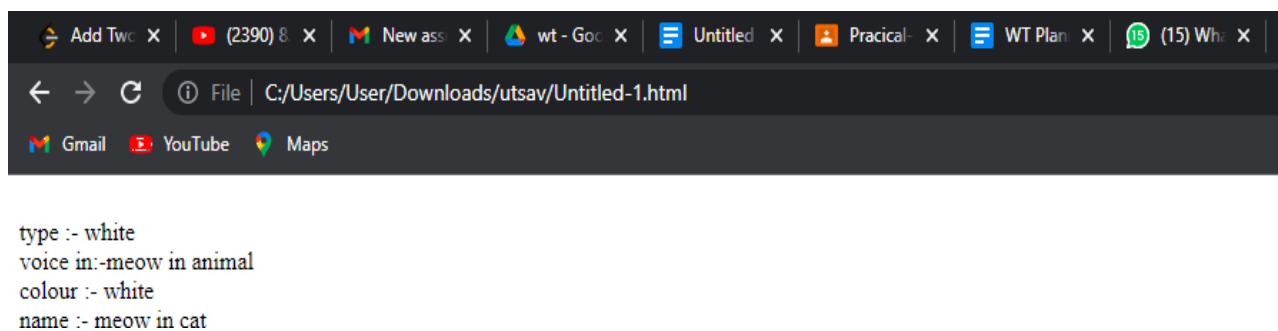 Add Two (2390) 8. New ass wt - Goo Untitled Pracical- WT Plan 15 (15) Wha
File C:/Users/User/Downloads/utsav/Untitled-1.html
Gmail YouTube Maps
type :- white
voice in:-meow in animal
colour :- white
name :- meow in cat